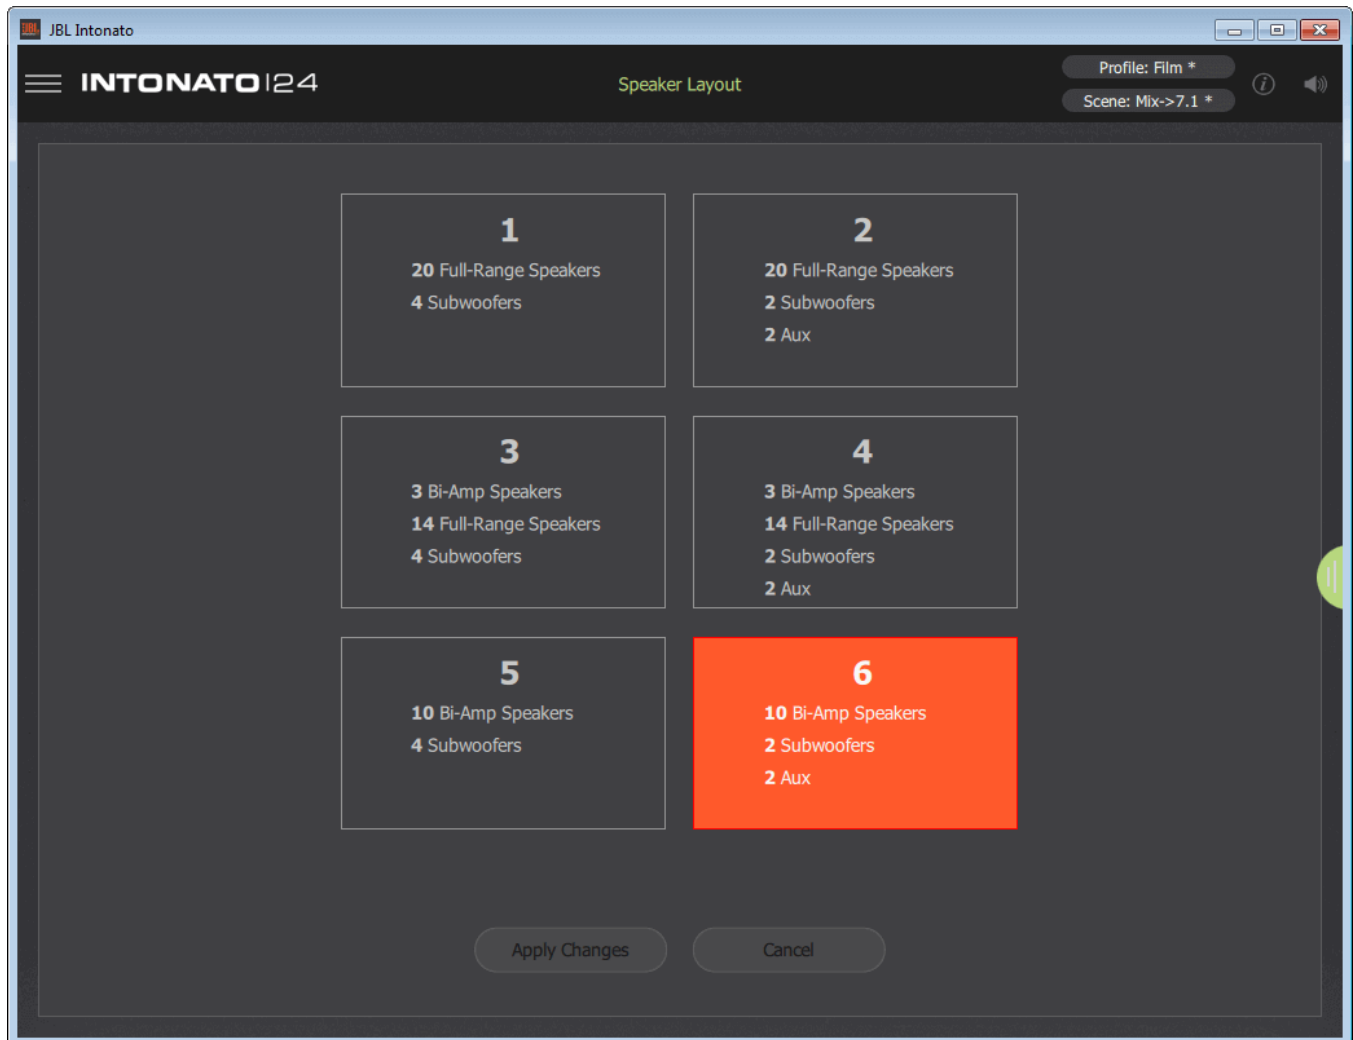 JBL Intonato
INTONATO|24
Speaker Layout
Profile: Film *
Scene: Mix->7.1 *
1
20 Full-Range Speakers
4 Subwoofers
2
20 Full-Range Speakers
2 Subwoofers
2 Aux
3
3 Bi-Amp Speakers
14 Full-Range Speakers
4 Subwoofers
4
3 Bi-Amp Speakers
14 Full-Range Speakers
2 Subwoofers
2 Aux
5
10 Bi-Amp Speakers
4 Subwoofers
6
10 Bi-Amp Speakers
2 Subwoofers
2 Aux
Apply Changes
Cancel